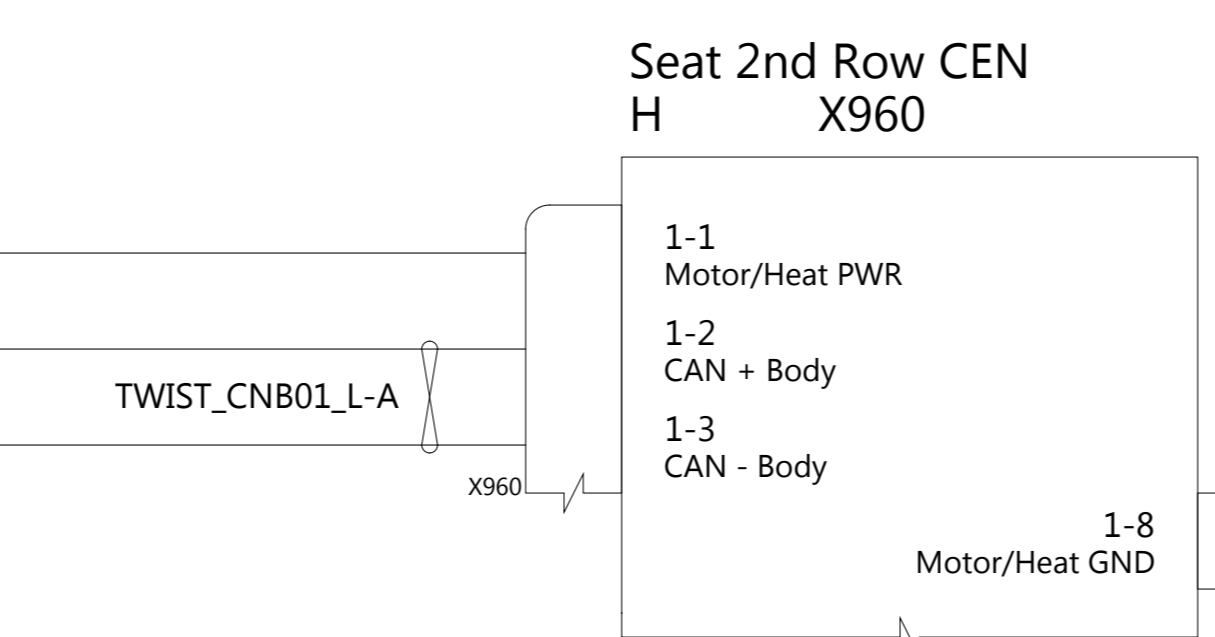 Seat 2nd Row CEN
H X960
1-1
Motor/Heat PWR
1-2
CAN + Body
TWIST_CNB01_L-A
1-3
CAN - Body
X960
1-8
Motor/Heat GND